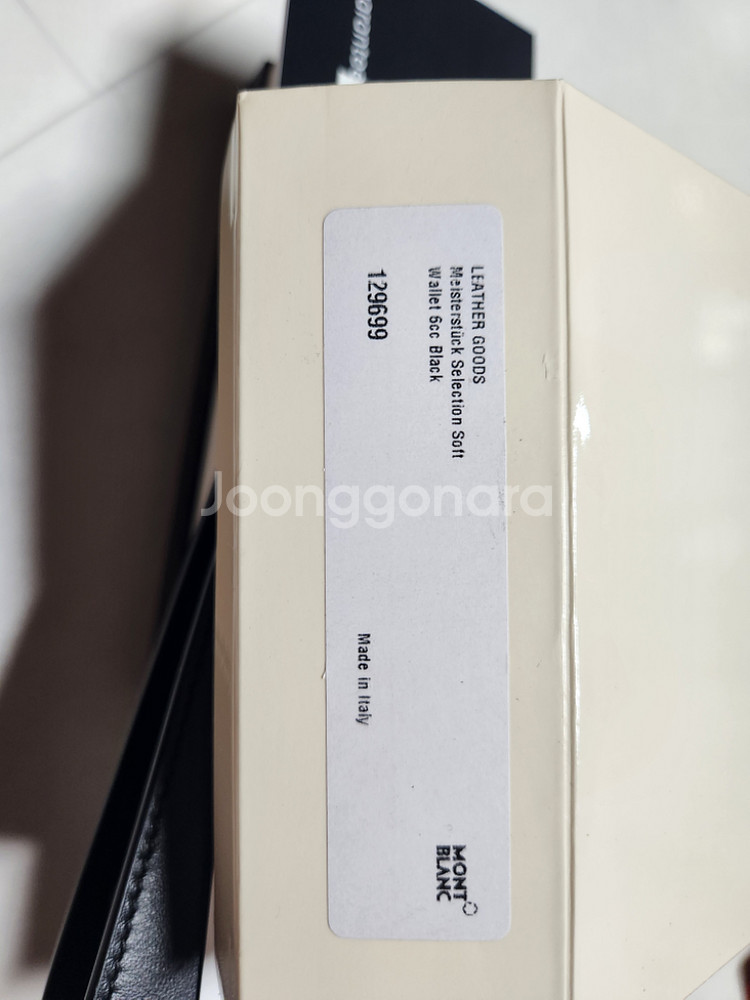 LEATHER GOODS
Meisterstück Selection Soft
Wallet 6cc Black
129699
Made in Italy
MONT
BLANC
Joonggonara